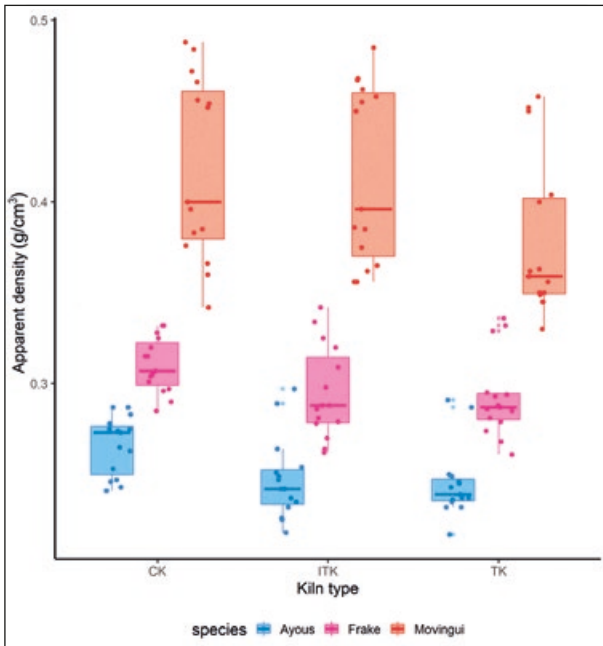 0.5
0.4
0.3
Apparent density (g/cm³)
CK
ITK
TK
Kiln type
species
Ayous
Frake
Movingui